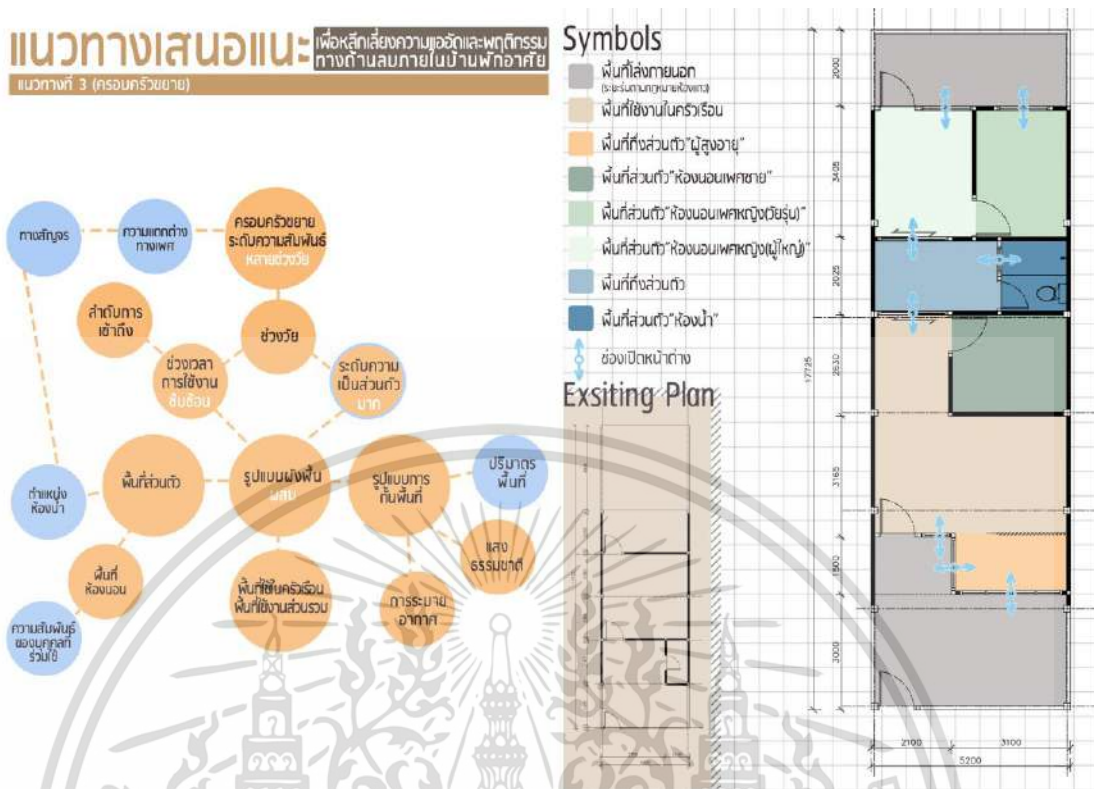 แนวทางเสนอแนะ
เพื่อหลีกเลี่ยงความแออัดและพฤติกรรม
ทางด้านลบภายในบ้านพักอาศัย
แนวทางที่ 3 (ครอบครัวขยาย)
ทางสัญจร
ความแตกต่าง
ทางเพศ
ครอบครัวขยาย
ระดับความสัมพันธ์
หลายช่วงวัย
ลำดับการ
เข้าถึง
ช่วงวัย
ช่วงเวลา
การใช้งาน
ซับซ้อน
ระดับความ
เป็นส่วนตัว
มาก
ตำแหน่ง
ห้องน้ำ
พื้นที่ส่วนตัว
รูปแบบผังพื้น
ผสม
รูปแบบการ
กั้นพื้นที่
ปริมาตร
พื้นที่
พื้นที่
ห้องนอน
แสง
ธรรมชาติ
ความสัมพันธ์
ของบุคคลที่
ร่วมใช้
พื้นที่ใช้ในครัวเรือน
พื้นที่ใช้งานส่วนรวม
การระบาย
อากาศ
Symbols
พื้นที่โล่งภายนอก
(ระยะร่นตามกฎหมายห้องแถว)
พื้นที่ใช้งานในครัวเรือน
พื้นที่กึ่งส่วนตัว"ผู้สูงอายุ"
พื้นที่ส่วนตัว"ห้องนอนเพศชาย"
พื้นที่ส่วนตัว"ห้องนอนเพศหญิง(วัยรุ่น)"
พื้นที่ส่วนตัว"ห้องนอนเพศหญิง(ผู้ใหญ่)"
พื้นที่กึ่งส่วนตัว
พื้นที่ส่วนตัว"ห้องน้ำ"
ช่องเปิดหน้าต่าง
Exsiting Plan
2000
3495
2025
2630
3165
1900
3000
2100
3100
5200